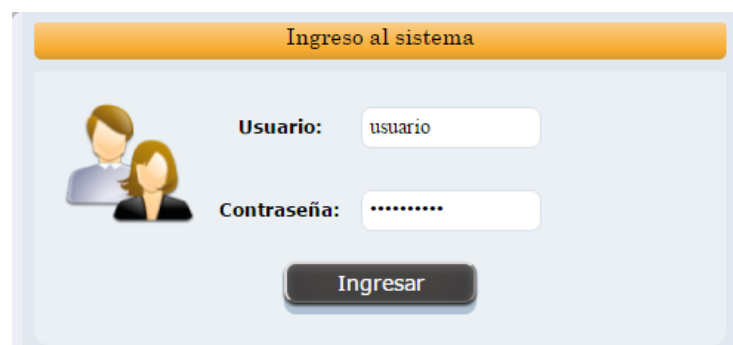 Ingreso al sistema
Usuario: usuario
Contraseña: ••••••••••
Ingresar